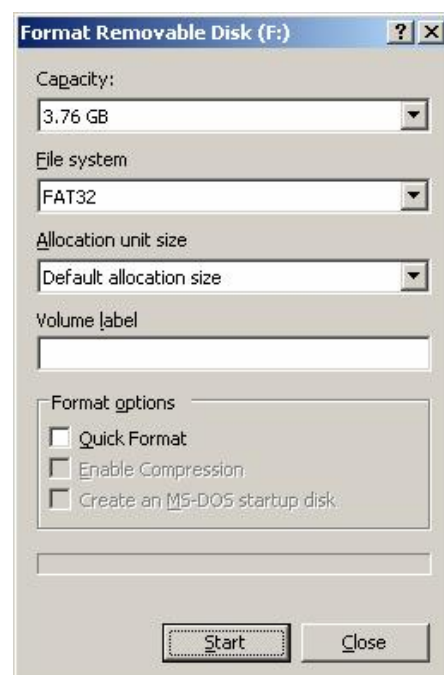 Format Removable Disk (F:)
Capacity:
3.76 GB
File system
FAT32
Allocation unit size
Default allocation size
Volume label
Format options
Quick Format
Enable Compression
Create an MS-DOS startup disk
Start Close